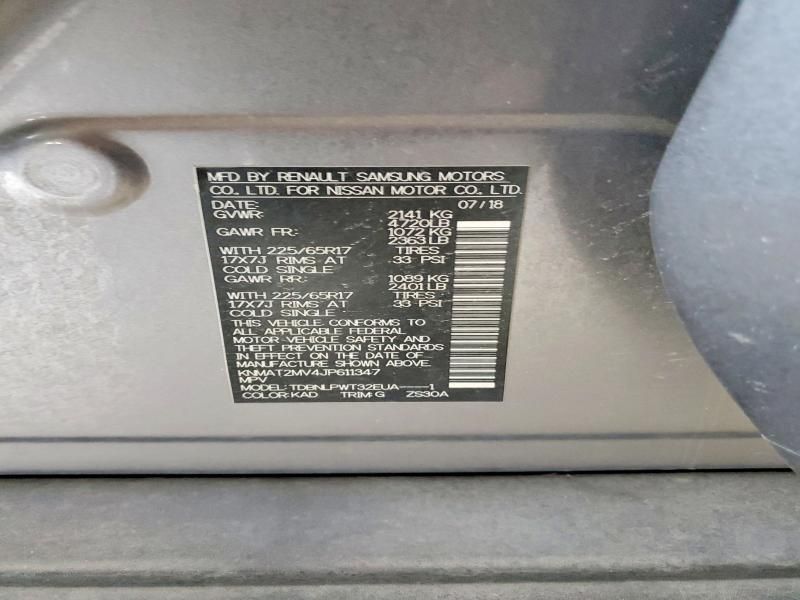 MFD BY RENAULT SAMSUNG MOTORS
CO., LTD. FOR NISSAN MOTOR CO., LTD.
DATE: 07/18
GVWR: 2141 KG
4720LB
GAWR FR: 1072 KG
2363LB
WITH 225/65R17 TIRES
17X7J RIMS AT 33 PSI
COLD SINGLE
GAWR RR: 1089 KG
2401LB
WITH 225/65R17 TIRES
17X7J RIMS AT 33 PSI
COLD SINGLE
THIS VEHICLE CONFORMS TO
ALL APPLICABLE FEDERAL
MOTOR VEHICLE SAFETY AND
THEFT PREVENTION STANDARDS
IN EFFECT ON THE DATE OF
MANUFACTURE SHOWN ABOVE.
KNMAT2MV4JP611347
MPV
MODEL: TDBNLPWT32EUA----1
COLOR: KAD TRIM: G ZS30A